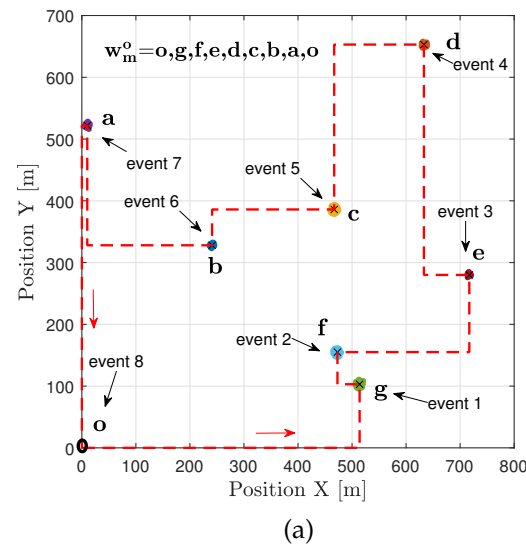 700
600
500
400
300
200
100
0
Position Y [m]
w_m^o=o,g,f,e,d,c,b,a,o
d
event 4
a
event 7
event 5
event 6
c
event 3
b
e
f
event 2
g
event 1
event 8
o
0 100 200 300 400 500 600 700 800
Position X [m]
(a)